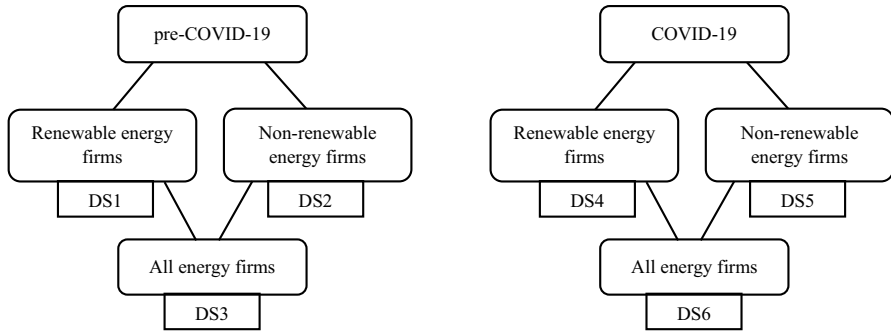 pre-COVID-19
Renewable energy
firms
DS1
Non-renewable
energy firms
DS2
All energy firms
DS3
COVID-19
Renewable energy
firms
DS4
Non-renewable
energy firms
DS5
All energy firms
DS6